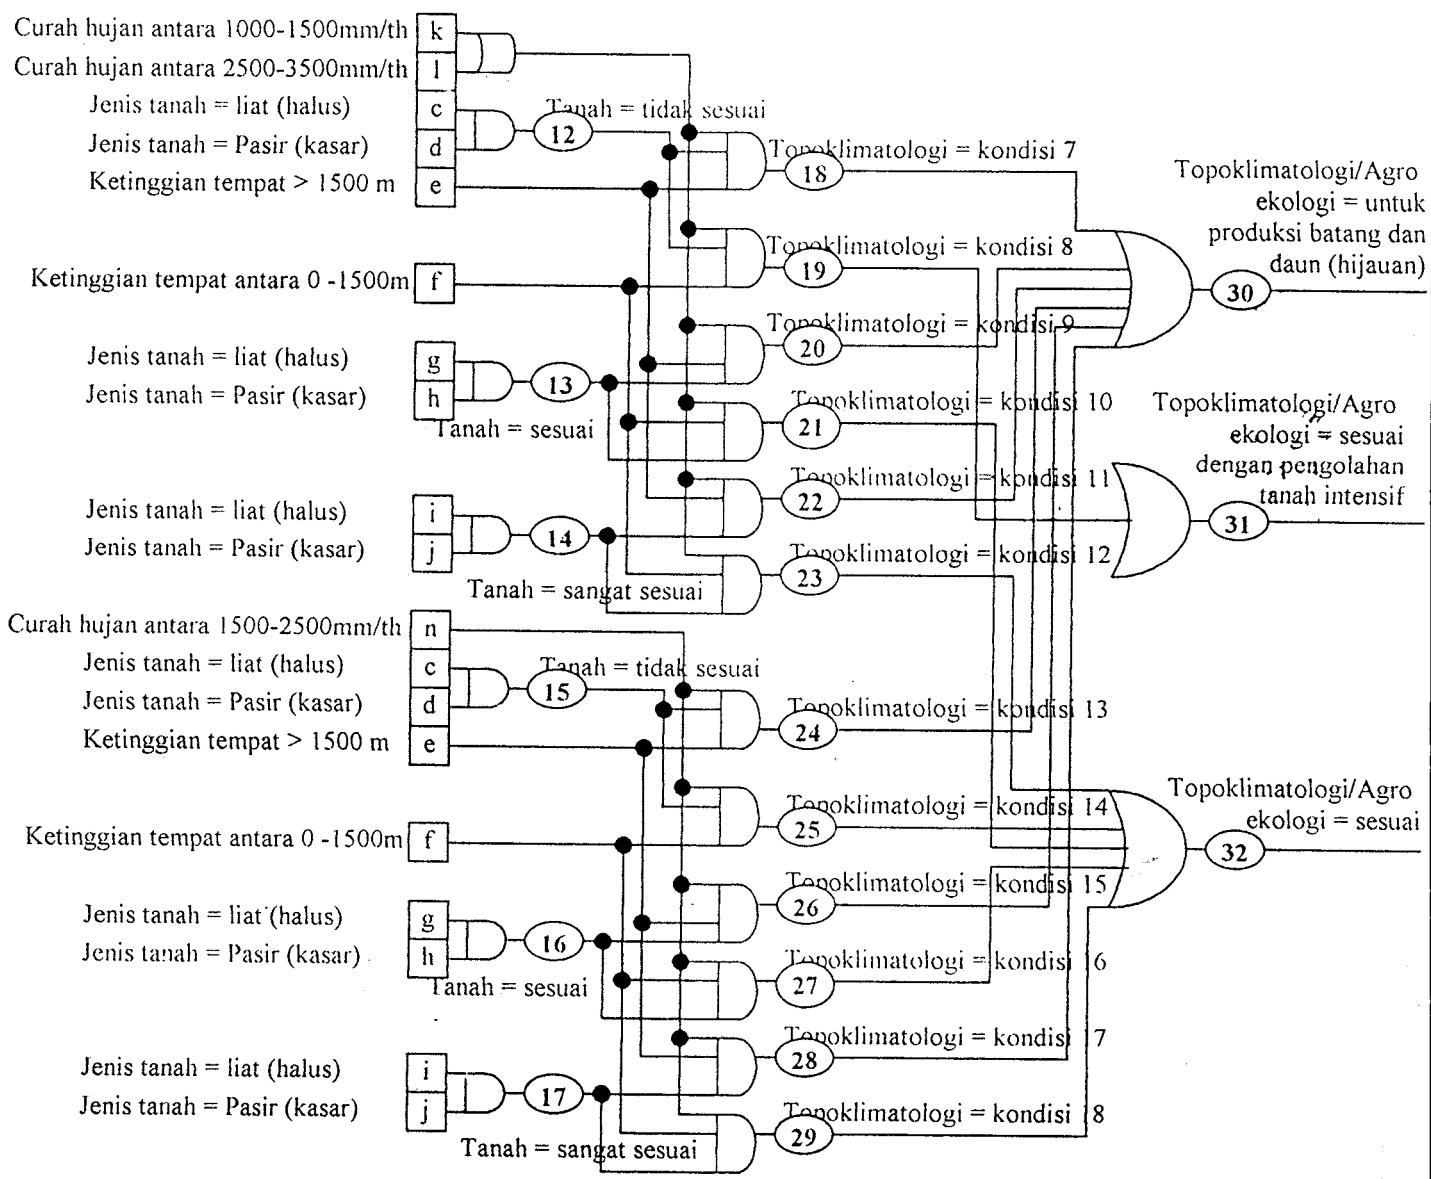 Curah hujan antara 1000-1500mm/th k
Curah hujan antara 2500-3500mm/th l
Jenis tanah = liat (halus) c
Tanah = tidak sesuai
12
Jenis tanah = Pasir (kasar) d
Ketinggian tempat > 1500 m e
Topoklimatologi = kondisi 7
18
Topoklimatologi/Agro
ekologi = untuk
produksi batang dan
daun (hijauan)
30
Topoklimatologi = kondisi 8
19
Ketinggian tempat antara 0 -1500m f
Topoklimatologi = kondisi 9
20
Jenis tanah = liat (halus) g
13
Jenis tanah = Pasir (kasar) h
Tanah = sesuai
Topoklimatologi = kondisi 10
21
Topoklimatologi/Agro
ekologi = sesuai
dengan pengolahan
tanah intensif
31
Topoklimatologi = kondisi 11
22
Jenis tanah = liat (halus) i
14
Jenis tanah = Pasir (kasar) j
Topoklimatologi = kondisi 12
23
Tanah = sangat sesuai
Curah hujan antara 1500-2500mm/th n
Jenis tanah = liat (halus) c
Tanah = tidak sesuai
15
Jenis tanah = Pasir (kasar) d
Ketinggian tempat > 1500 m e
Topoklimatologi = kondisi 13
24
Topoklimatologi = kondisi 14
25
Topoklimatologi/Agro
ekologi = sesuai
32
Ketinggian tempat antara 0 -1500m f
Topoklimatologi = kondisi 15
26
Jenis tanah = liat (halus) g
16
Jenis tanah = Pasir (kasar) h
Tanah = sesuai
Topoklimatologi = kondisi 16
27
Topoklimatologi = kondisi 17
28
Jenis tanah = liat (halus) i
17
Jenis tanah = Pasir (kasar) j
Topoklimatologi = kondisi 18
29
Tanah = sangat sesuai